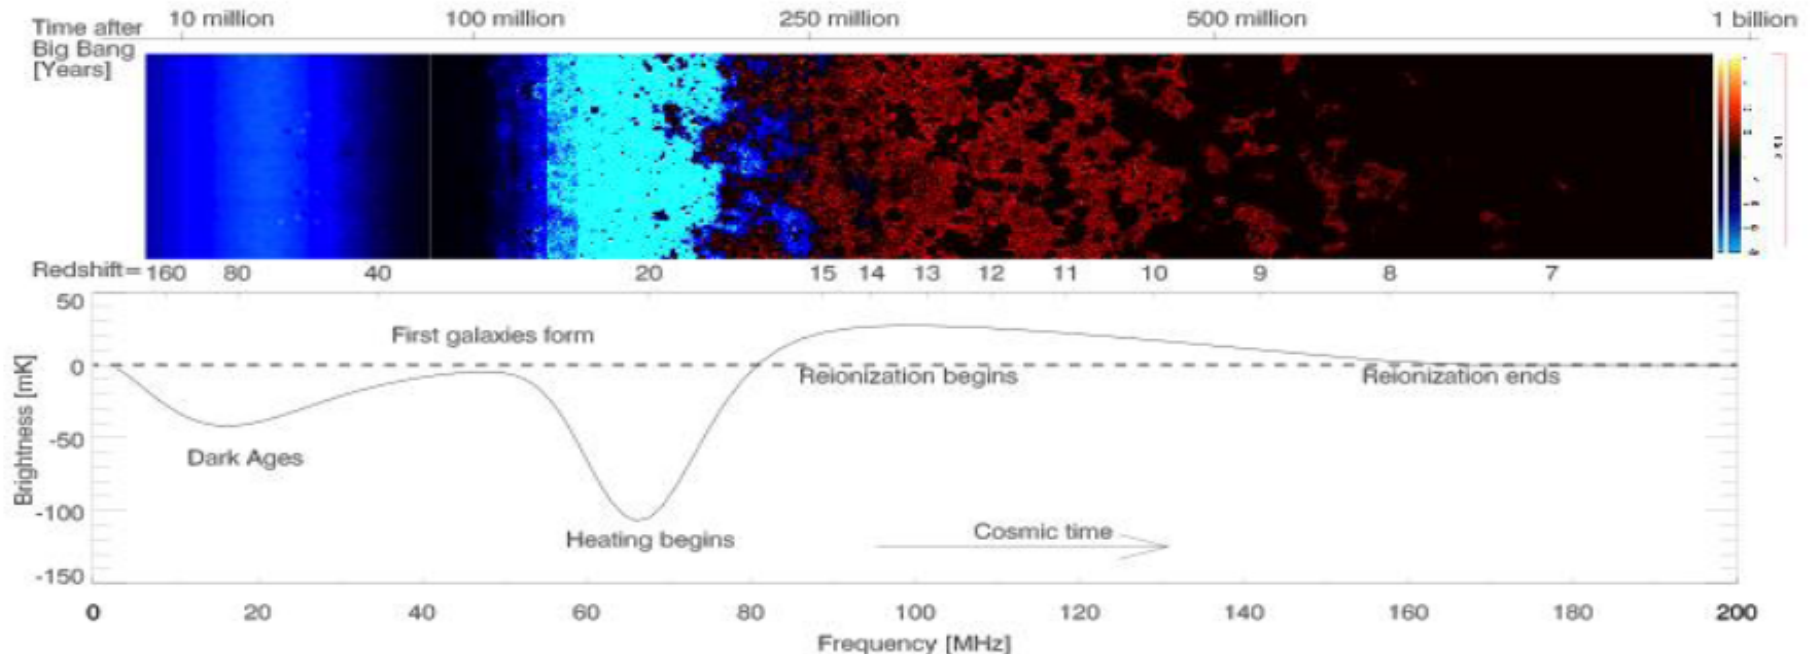 Time after
Big Bang
[Years]
10 million 100 million 250 million 500 million 1 billion
Redshift= 160 80 40 20 15 14 13 12 11 10 9 8 7
50
0
-50
-100
-150
Brightness [mK]
First galaxies form
Reionization begins
Reionization ends
Dark Ages
Heating begins
Cosmic time
0 20 40 60 80 100 120 140 160 180 200
Frequency [MHz]